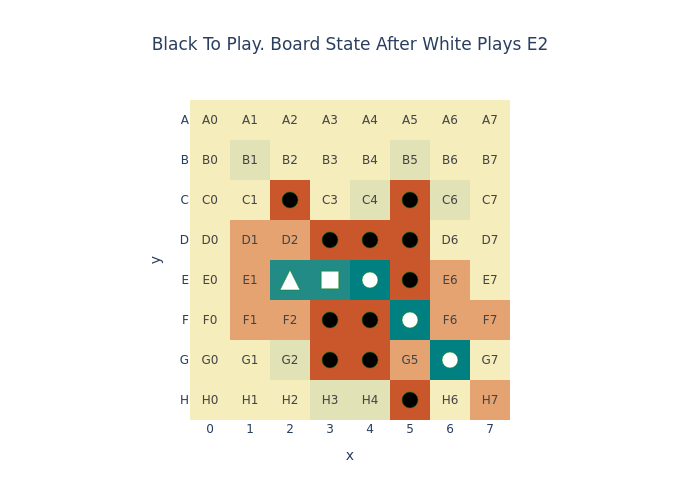 Black To Play. Board State After White Plays E2
A A0 A1 A2 A3 A4 A5 A6 A7
B B0 B1 B2 B3 B4 B5 B6 B7
C C0 C1 C3 C4 C6 C7
D D0 D1 D2 D6 D7
y
E E0 E1 E6 E7
F F0 F1 F2 F6 F7
G G0 G1 G2 G5 G7
H H0 H1 H2 H3 H4 H6 H7
0 1 2 3 4 5 6 7
x